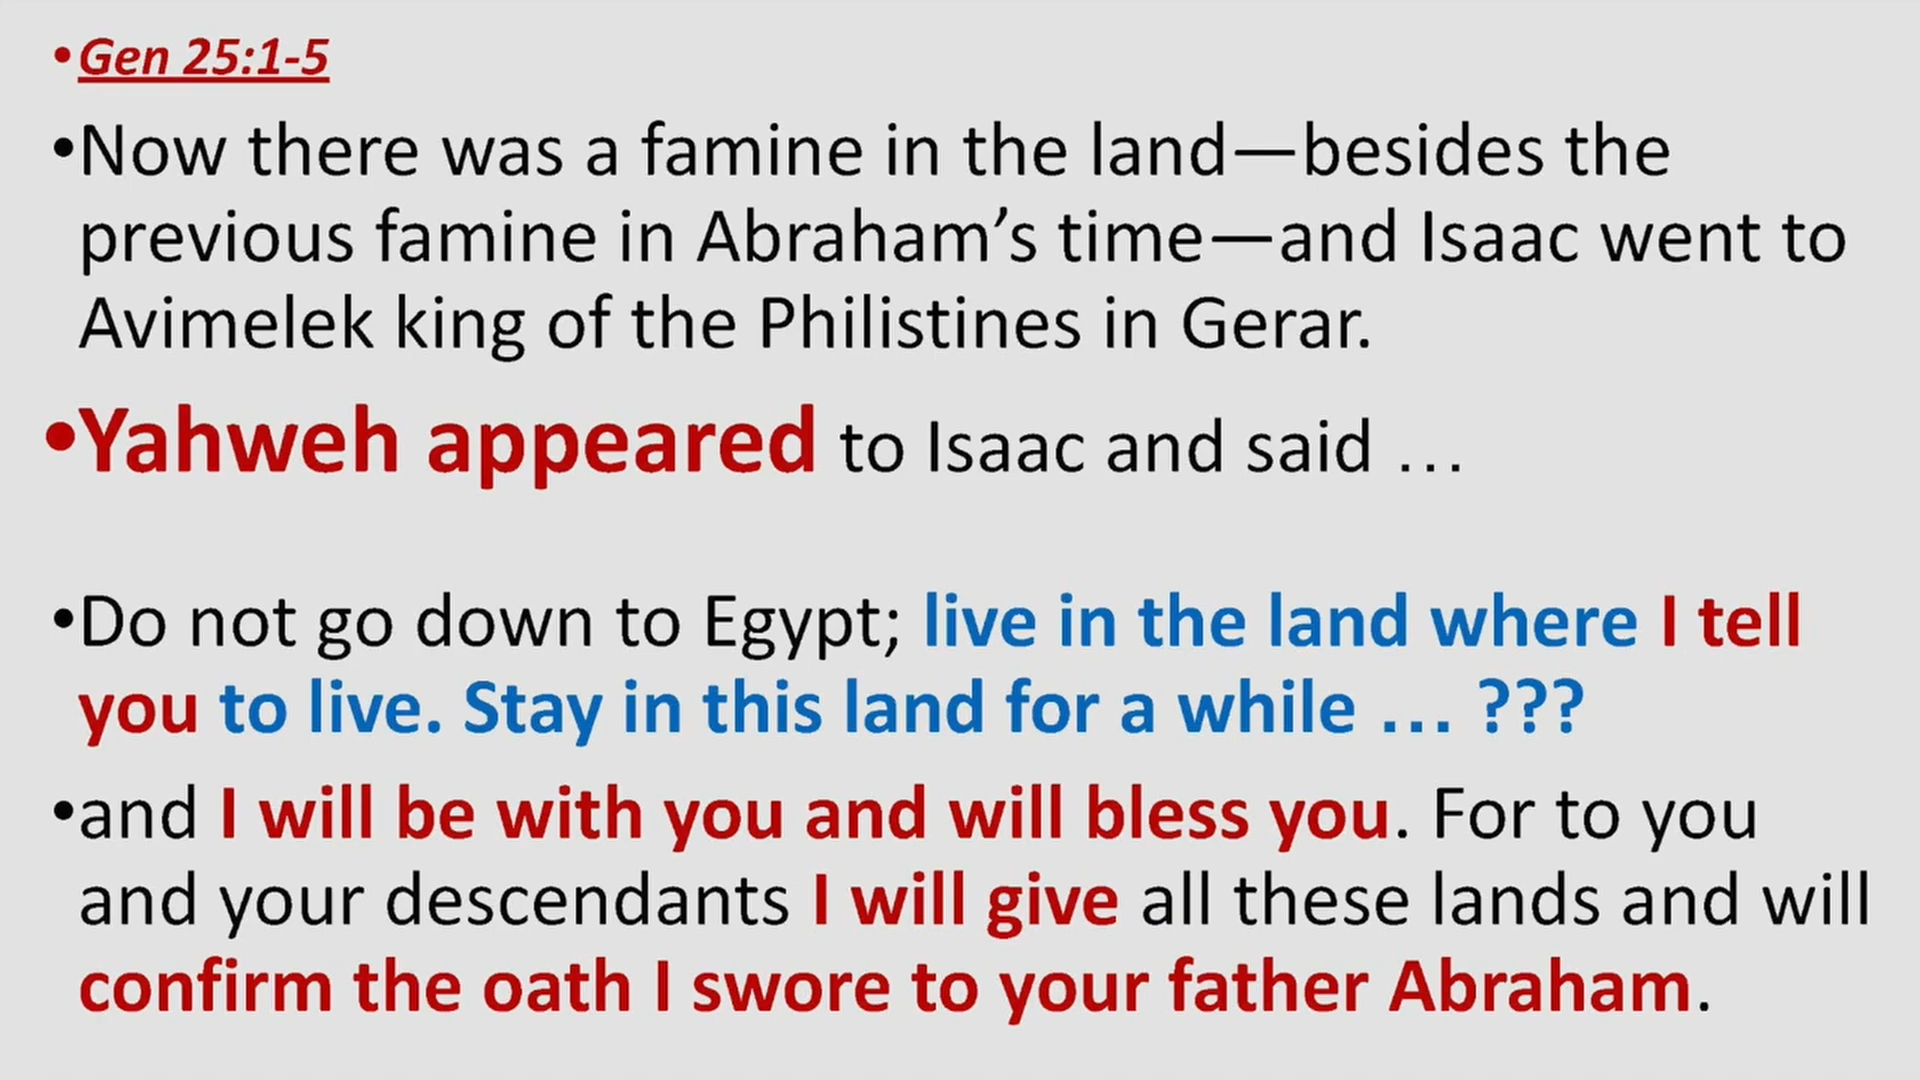 •Gen 25:1-5
•Now there was a famine in the land—besides the
previous famine in Abraham’s time—and Isaac went to
Avimelek king of the Philistines in Gerar.
•Yahweh appeared to Isaac and said …
•Do not go down to Egypt; live in the land where I tell
you to live. Stay in this land for a while … ???
•and I will be with you and will bless you. For to you
and your descendants I will give all these lands and will
confirm the oath I swore to your father Abraham.